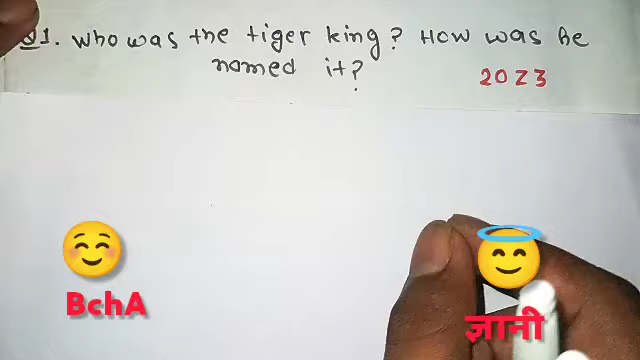 Q1. Who was the tiger king? How was he
named it?
2023
BchA
ज्ञानी